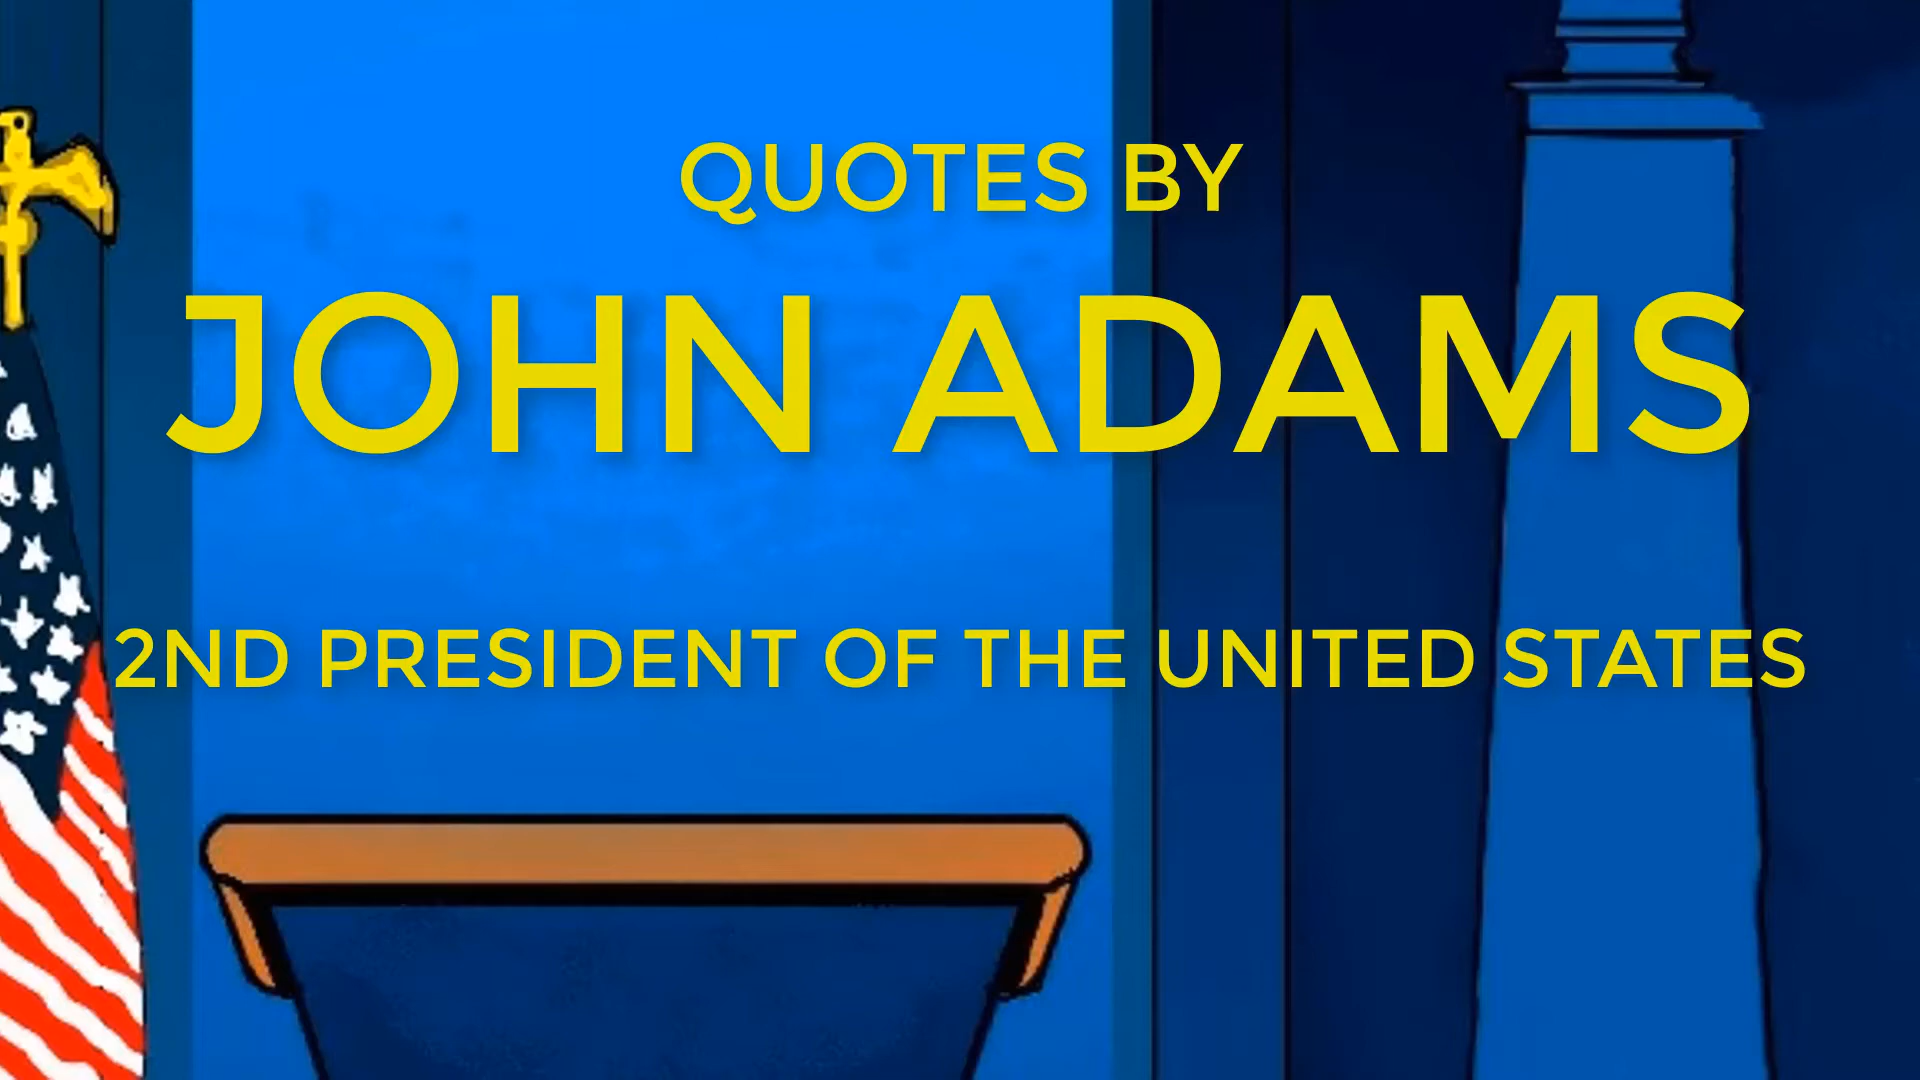 QUOTES BY
JOHN ADAMS
2ND PRESIDENT OF THE UNITED STATES